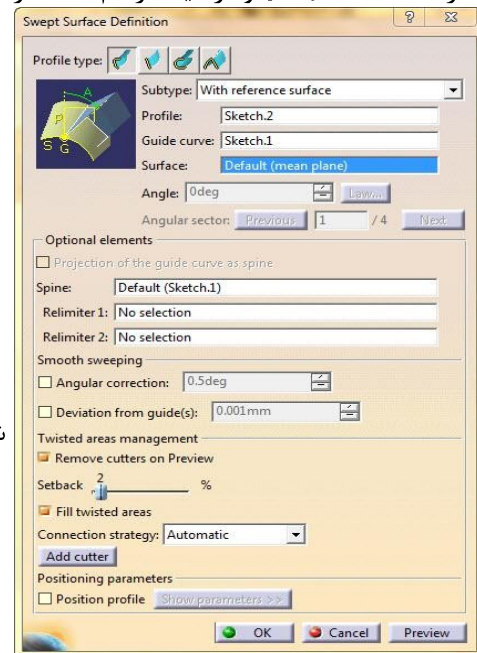 Swept Surface Definition
Profile type:
Subtype: With reference surface
Profile: Sketch.2
Guide curve: Sketch.1
Surface: Default (mean plane)
Angle: 0deg Law...
Angular sector: Previous 1 / 4 Next
A
P
S G
Optional elements
Projection of the guide curve as spine
Spine: Default (Sketch.1)
Relimiter 1: No selection
Relimiter 2: No selection
Smooth sweeping
Angular correction: 0.5deg
Deviation from guide(s): 0.001mm
Twisted areas management
Remove cutters on Preview
Setback 2 %
Fill twisted areas
Connection strategy: Automatic
Add cutter
Positioning parameters
Position profile Show parameters >>
OK Cancel Preview